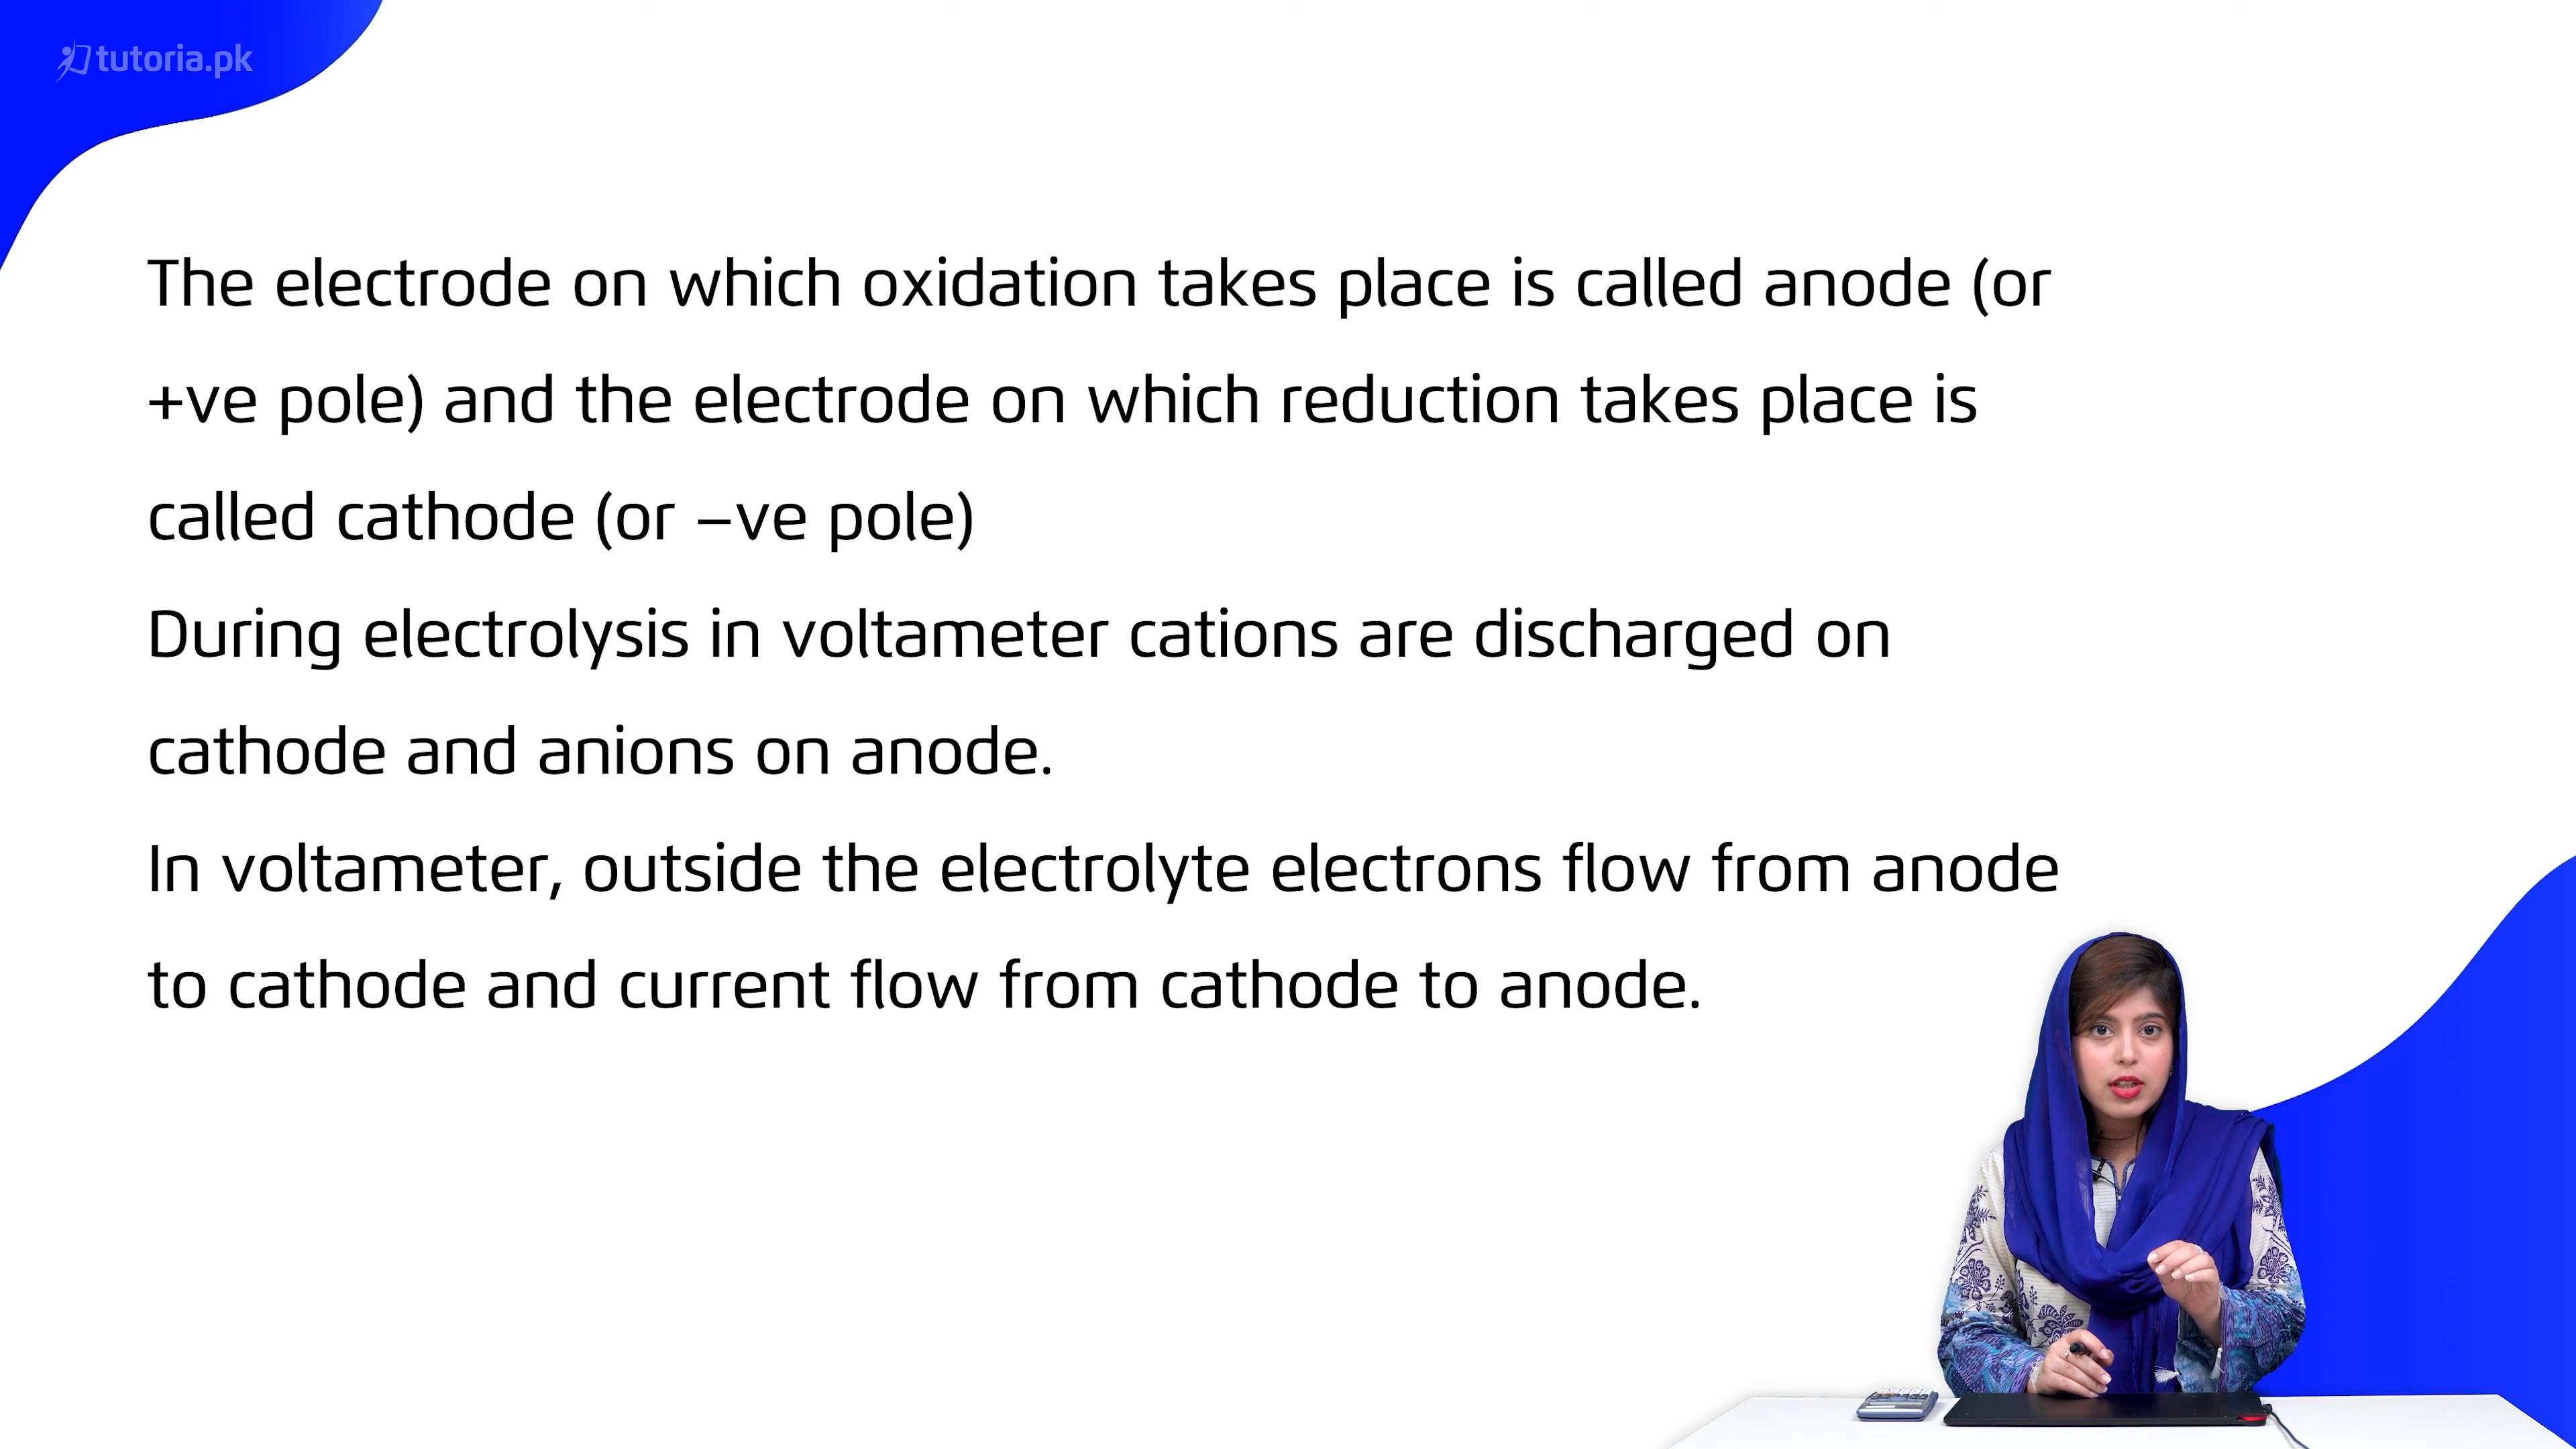 tutoria.pk
The electrode on which oxidation takes place is called anode (or
+ve pole) and the electrode on which reduction takes place is
called cathode (or –ve pole)
During electrolysis in voltameter cations are discharged on
cathode and anions on anode.
In voltameter, outside the electrolyte electrons flow from anode
to cathode and current flow from cathode to anode.